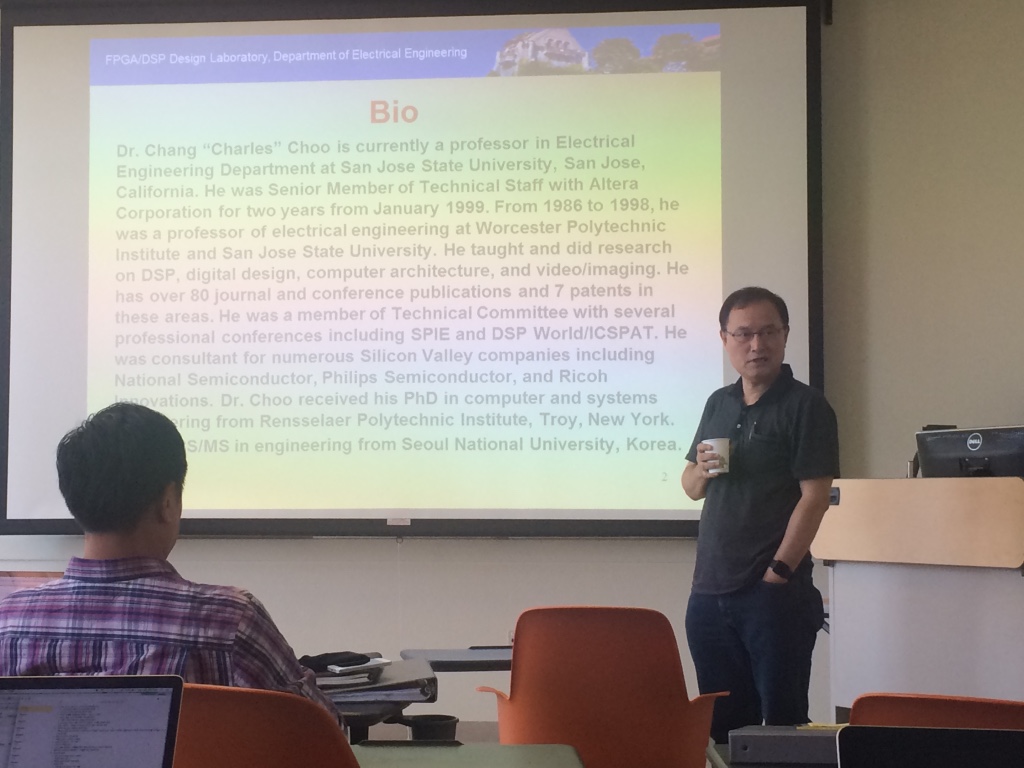 FPGA/DSP Design Laboratory, Department of Electrical Engineering
Bio
Dr. Chang “Charles” Choo is currently a professor in Electrical
Engineering Department at San Jose State University, San Jose,
California. He was Senior Member of Technical Staff with Altera
Corporation for two years from January 1999. From 1986 to 1998, he
was a professor of electrical engineering at Worcester Polytechnic
Institute and San Jose State University. He taught and did research
on DSP, digital design, computer architecture, and video/imaging. He
has over 80 journal and conference publications and 7 patents in
these areas. He was a member of Technical Committee with several
professional conferences including SPIE and DSP World/ICSPAT. He
was consultant for numerous Silicon Valley companies including
National Semiconductor, Philips Semiconductor, and Ricoh
Innovations. Dr. Choo received his PhD in computer and systems
ering from Rensselaer Polytechnic Institute, Troy, New York.
S/MS in engineering from Seoul National University, Korea.
2
DELL